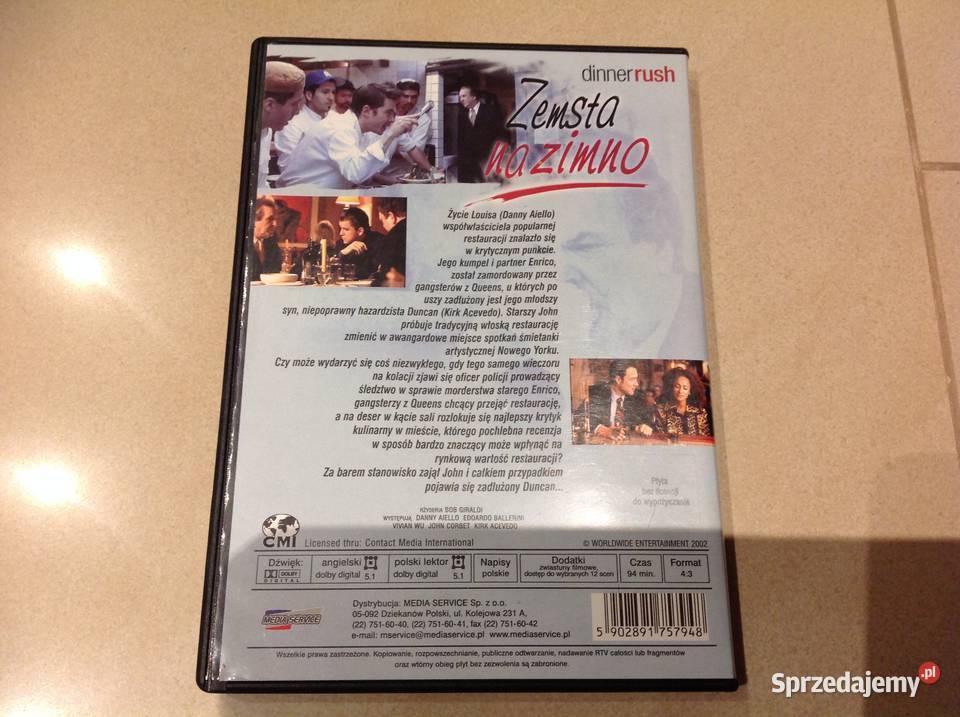 dinnerrush
Zemsta
na zimno
Życie Louisa (Danny Aiello)
współwłaściciela popularnej
restauracji znalazło się
w krytycznym punkcie.
Jego kumpel i partner Enrico,
został zamordowany przez
gangsterów z Queens, u których po
uszy zadłużony jest jego młodszy
syn, niepoprawny hazardzista Duncan (Kirk Acevedo). Starszy John
próbuje tradycyjną włoską restaurację
zmienić w awangardowe miejsce spotkań śmietanki
artystycznej Nowego Yorku.
Czy może wydarzyć się coś niezwykłego, gdy tego samego wieczoru
na kolacji zjawi się oficer policji prowadzący
śledztwo w sprawie morderstwa starego Enrico,
gangsterzy z Queens chcący przejąć restaurację,
a na deser w kącie sali rozlokuje się najlepszy krytyk
kulinarny w mieście, którego pochlebna recenzja
w sposób bardzo znaczący może wpłynąć na
rynkową wartość restauracji?
Za barem stanowisko zajął John i całkiem przypadkiem
pojawia się zadłużony Duncan...
Płyta
bez licencji
do wypożyczania
REŻYSERIA BOB GIRALDI
WYSTĘPUJĄ DANNY AIELLO EDOARDO BALLERINI
VIVIAN WU JOHN CORBET KIRK ACEVEDO
CMI Licensed thru: Contact Media International
© WORLDWIDE ENTERTAINMENT 2002
Dźwięk: angielski polski lektor Napisy Dodatki Czas Format
DOLBY DIGITAL dolby digital 5.1 dolby digital 5.1 polskie zwiastuny filmowe, dostęp do wybranych 12 scen 94 min. 4:3
MEDIA SERVICE
Dystrybucja: MEDIA SERVICE Sp. z o.o.
05-092 Dziekanów Polski, ul. Kolejowa 231 A,
(22) 751-60-40, (22) 751-60-41, fax (22) 751-60-42
e-mail: mservice@mediaservice.pl www.mediaservice.pl
5 902891 757948
Wszelkie prawa zastrzeżone. Kopiowanie, rozpowszechnianie, publiczne odtwarzanie, nadawanie RTV całości lub fragmentów
oraz wtórny obieg płyt bez zezwolenia są zabronione.
Sprzedajemy.pl